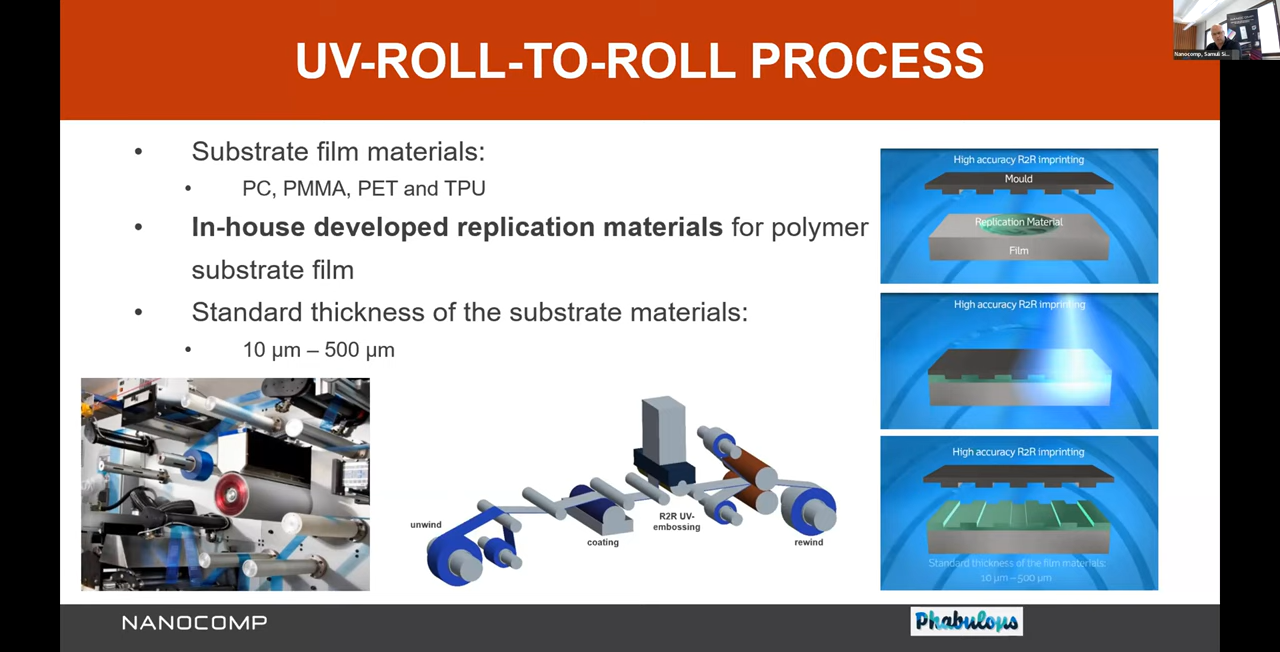 UV-ROLL-TO-ROLL PROCESS
Nanocomp, Samuli Si...
• Substrate film materials:
• PC, PMMA, PET and TPU
• In-house developed replication materials for polymer
substrate film
• Standard thickness of the substrate materials:
• 10 µm – 500 µm
unwind
coating
R2R UV-
embossing
rewind
High accuracy R2R imprinting
Mould
Replication Material
Film
High accuracy R2R imprinting
High accuracy R2R imprinting
Standard thickness of the film materials:
10 µm – 500 µm
NANOCOMP
Phabulous